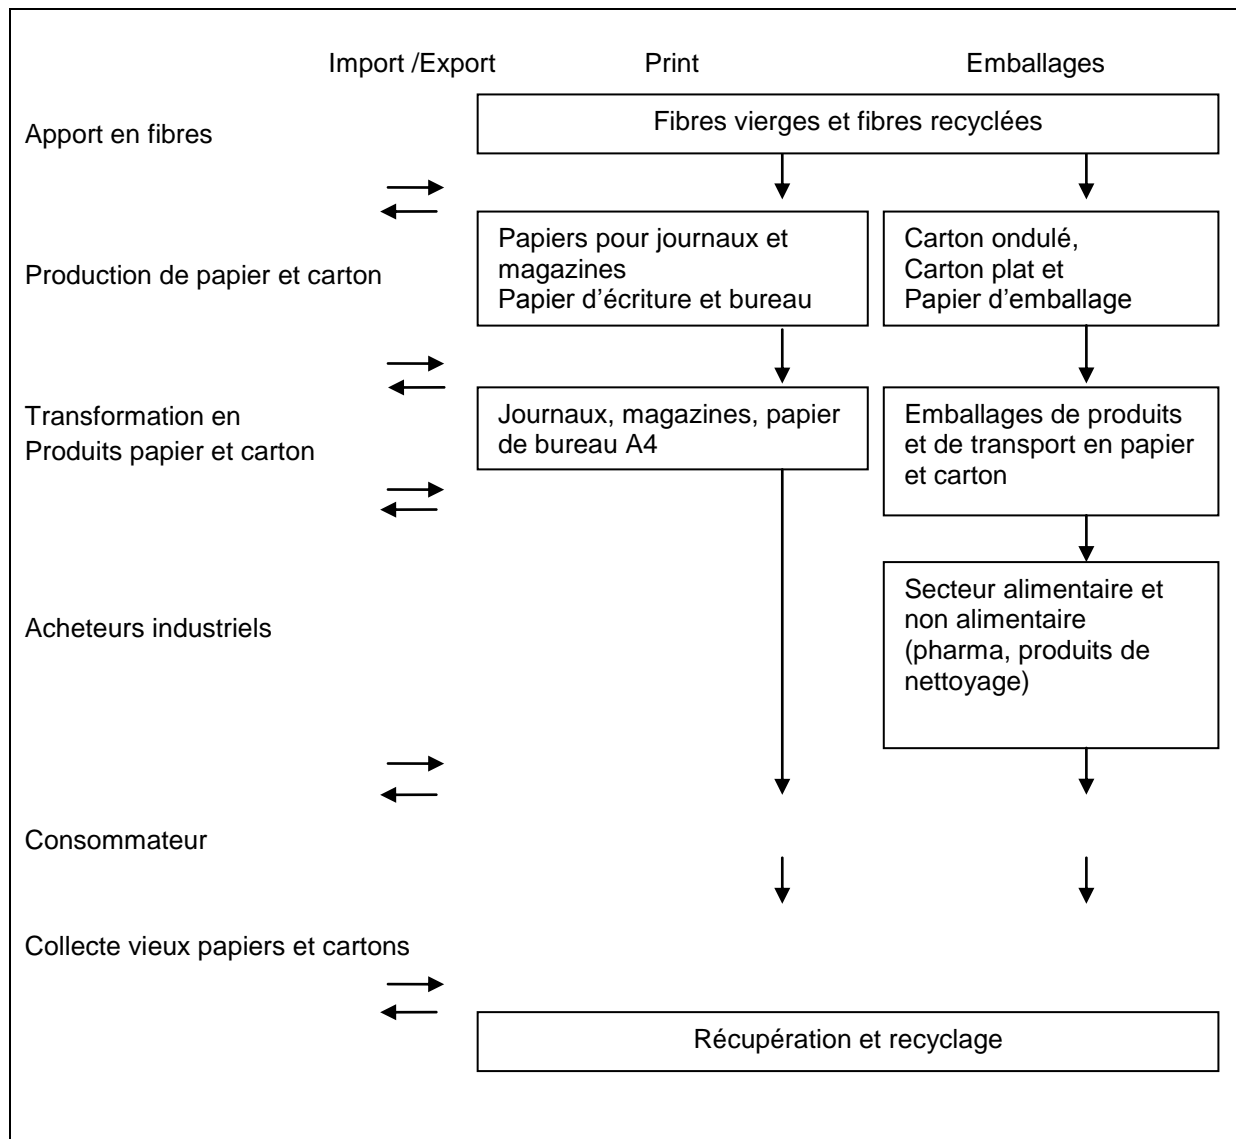 Import /Export
Print
Emballages
Apport en fibres
Fibres vierges et fibres recyclées
Production de papier et carton
Papiers pour journaux et
magazines
Papier d'écriture et bureau
Carton ondulé,
Carton plat et
Papier d'emballage
Transformation en
Produits papier et carton
Journaux, magazines, papier
de bureau A4
Emballages de produits
et de transport en papier
et carton
Acheteurs industriels
Secteur alimentaire et
non alimentaire
(pharma, produits de
nettoyage)
Consommateur
Collecte vieux papiers et cartons
Récupération et recyclage